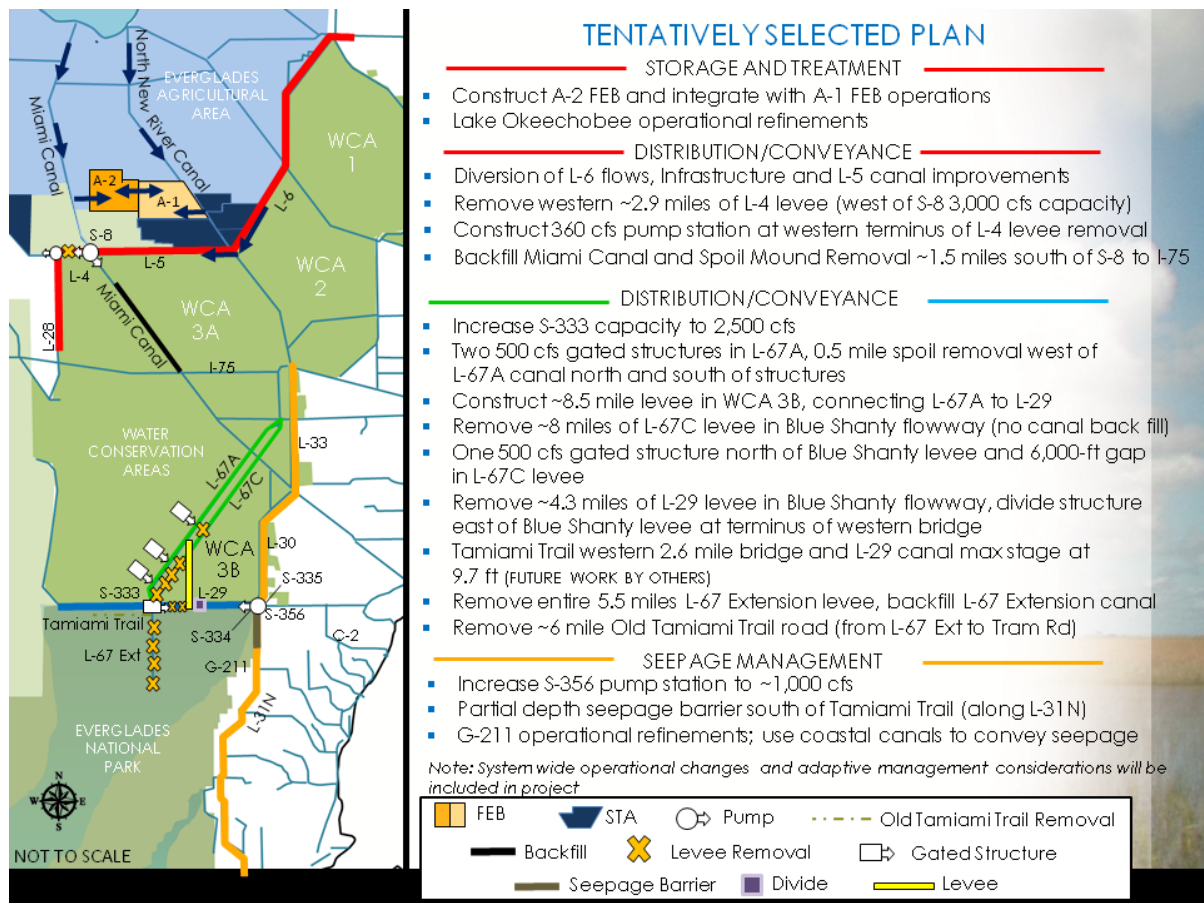 North New River Canal
EVERGLADES
AGRICULTURAL
AREA
Miami Canal
WCA
1
A-2
A-1
L-6
S-8
L-5
L-4
WCA
2
L-28
Miami Canal
WCA
3A
I-75
WATER
CONSERVATION
AREAS
L-67A
L-67C
L-33
WCA
3B
L-30
S-335
S-333
L-29
S-356
Tamiami Trail
S-334
L-67 Ext
G-211
C-2
L-31N
EVERGLADES
NATIONAL
PARK
N
W
E
S
NOT TO SCALE
TENTATIVELY SELECTED PLAN
STORAGE AND TREATMENT
▪ Construct A-2 FEB and integrate with A-1 FEB operations
▪ Lake Okeechobee operational refinements
DISTRIBUTION/CONVEYANCE
▪ Diversion of L-6 flows, Infrastructure and L-5 canal improvements
▪ Remove western ~2.9 miles of L-4 levee (west of S-8 3,000 cfs capacity)
▪ Construct 360 cfs pump station at western terminus of L-4 levee removal
▪ Backfill Miami Canal and Spoil Mound Removal ~1.5 miles south of S-8 to I-75
DISTRIBUTION/CONVEYANCE
▪ Increase S-333 capacity to 2,500 cfs
▪ Two 500 cfs gated structures in L-67A, 0.5 mile spoil removal west of
L-67A canal north and south of structures
▪ Construct ~8.5 mile levee in WCA 3B, connecting L-67A to L-29
▪ Remove ~8 miles of L-67C levee in Blue Shanty flowway (no canal back fill)
▪ One 500 cfs gated structure north of Blue Shanty levee and 6,000-ft gap
in L-67C levee
▪ Remove ~4.3 miles of L-29 levee in Blue Shanty flowway, divide structure
east of Blue Shanty levee at terminus of western bridge
▪ Tamiami Trail western 2.6 mile bridge and L-29 canal max stage at
9.7 ft (FUTURE WORK BY OTHERS)
▪ Remove entire 5.5 miles L-67 Extension levee, backfill L-67 Extension canal
▪ Remove ~6 mile Old Tamiami Trail road (from L-67 Ext to Tram Rd)
SEEPAGE MANAGEMENT
▪ Increase S-356 pump station to ~1,000 cfs
▪ Partial depth seepage barrier south of Tamiami Trail (along L-31N)
▪ G-211 operational refinements; use coastal canals to convey seepage
Note: System wide operational changes and adaptive management considerations will be
included in project
FEB
STA
Pump
Old Tamiami Trail Removal
Backfill
Levee Removal
Gated Structure
Seepage Barrier
Divide
Levee